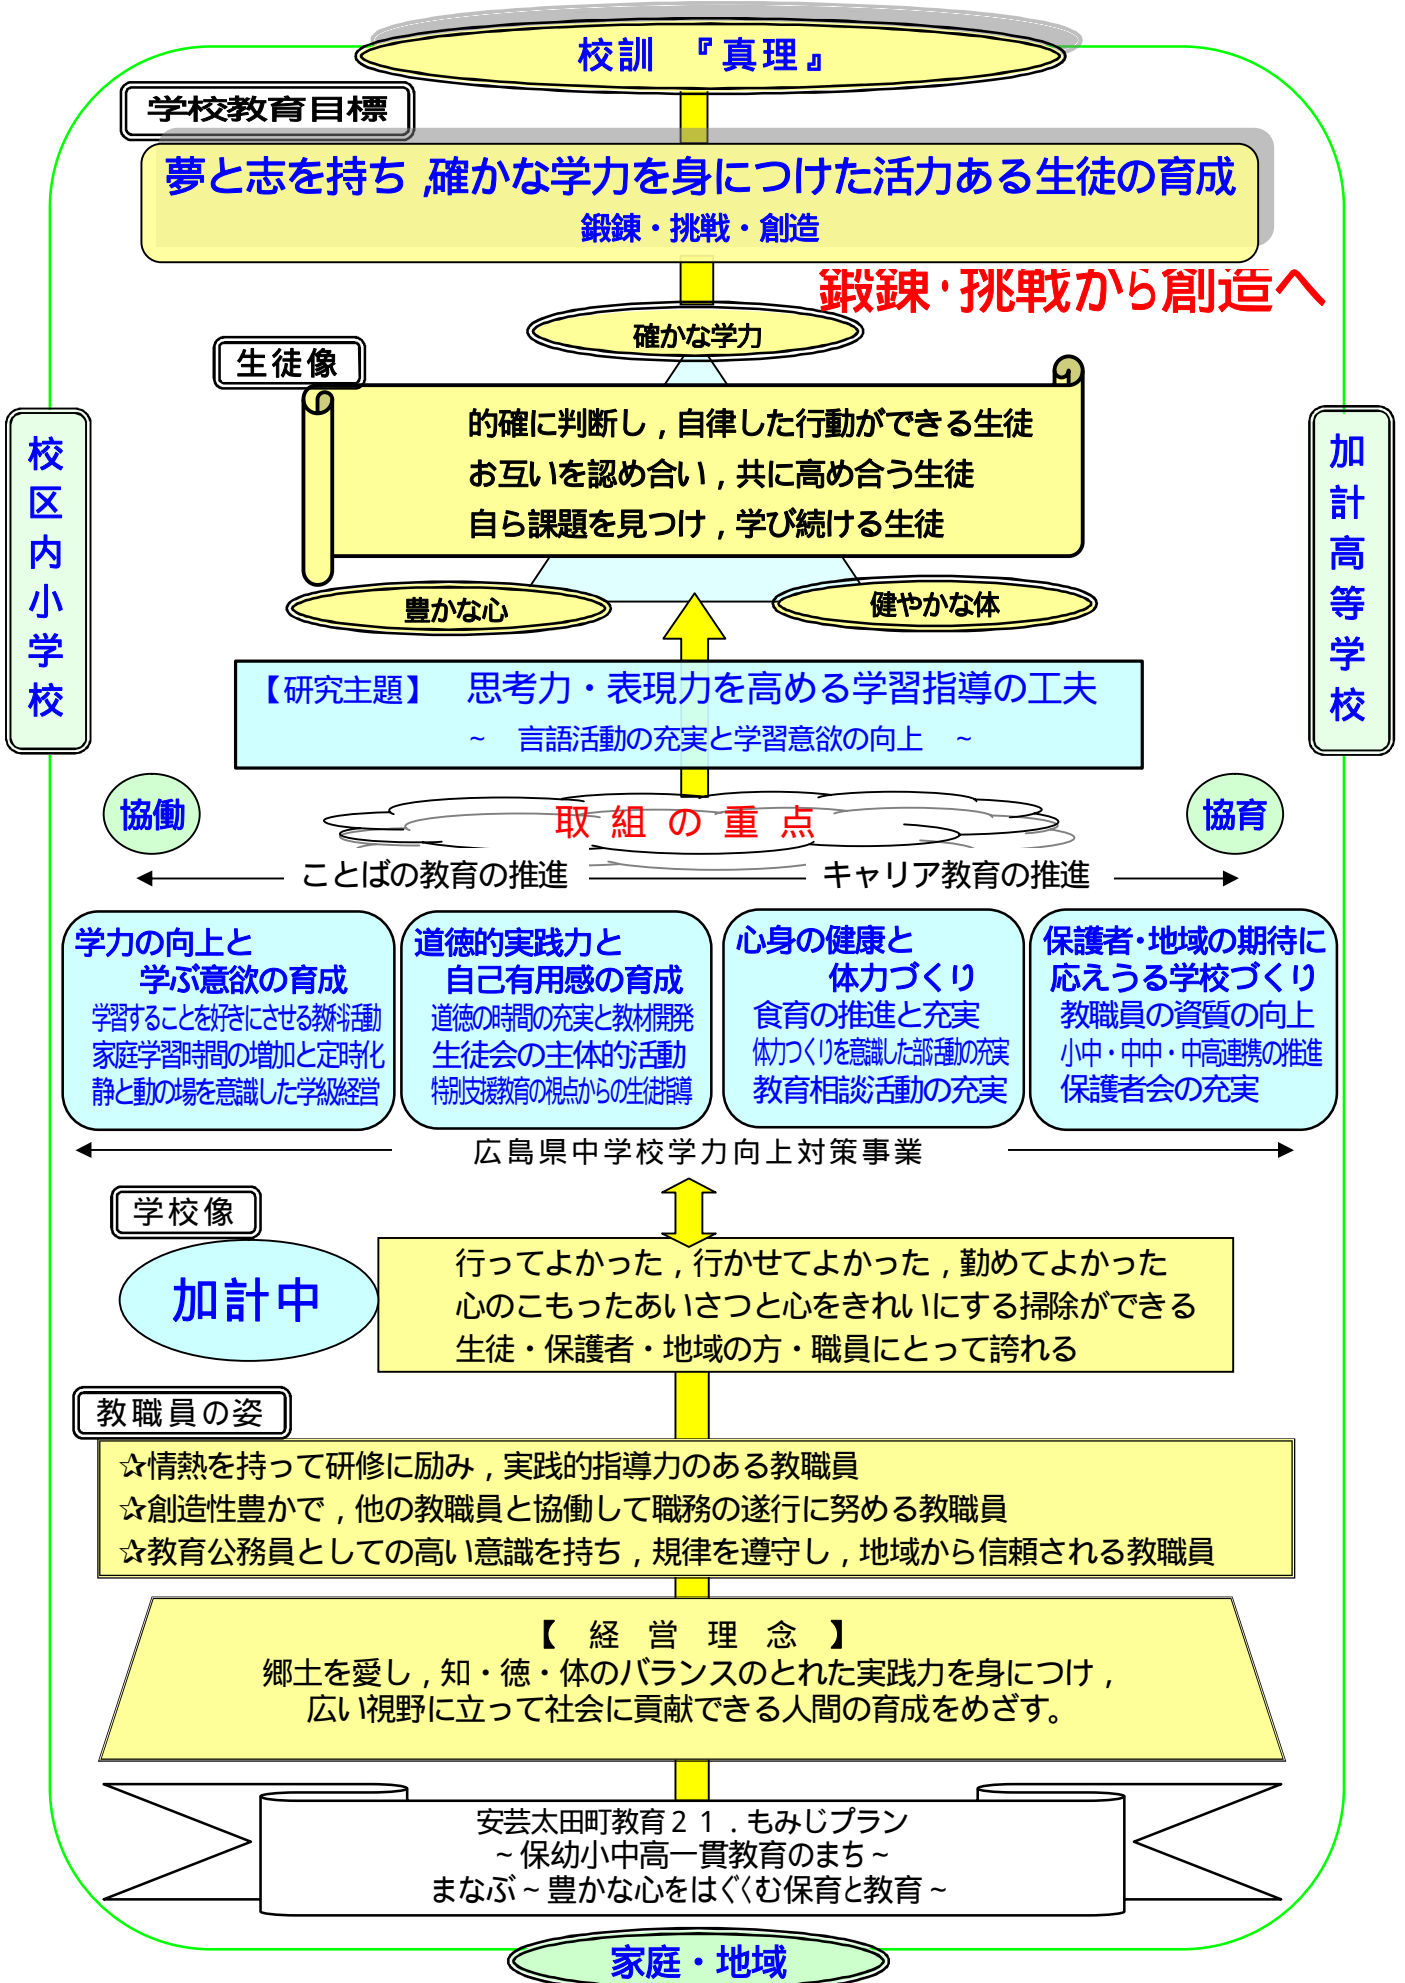 校訓　『真理』
学校教育目標
夢と志を持ち，確かな学力を身につけた活力ある生徒の育成
鍛錬・挑戦・創造
鍛錬・挑戦から創造へ
確かな学力
生徒像
的確に判断し，自律した行動ができる生徒
お互いを認め合い，共に高め合う生徒
自ら課題を見つけ，学び続ける生徒
校区内小学校
加計高等学校
豊かな心
健やかな体
【研究主題】　思考力・表現力を高める学習指導の工夫
～　言語活動の充実と学習意欲の向上　～
協働
取組の重点
協育
ことばの教育の推進
キャリア教育の推進
学力の向上と
学ぶ意欲の育成
学習することを好きにさせる教科活動
家庭学習時間の増加と定時化
静と動の場を意識した学級経営
道徳的実践力と
自己有用感の育成
道徳の時間の充実と教材開発
生徒会の主体的活動
特別支援教育の視点からの生徒指導
心身の健康と
体力づくり
食育の推進と充実
体力つくりを意識した部活動の充実
教育相談活動の充実
保護者・地域の期待に
応えうる学校づくり
教職員の資質の向上
小中・中中・中高連携の推進
保護者会の充実
広島県中学校学力向上対策事業
学校像
加計中
行ってよかった，行かせてよかった，勤めてよかった
心のこもったあいさつと心をきれいにする掃除ができる
生徒・保護者・地域の方・職員にとって誇れる
教職員の姿
☆情熱を持って研修に励み，実践的指導力のある教職員
☆創造性豊かで，他の教職員と協働して職務の遂行に努める教職員
☆教育公務員としての高い意識を持ち，規律を遵守し，地域から信頼される教職員
【　経　営　理　念　】
郷土を愛し，知・徳・体のバランスのとれた実践力を身につけ，
広い視野に立って社会に貢献できる人間の育成をめざす。
安芸太田町教育２１．もみじプラン
～保幼小中高一貫教育のまち～
まなぶ～豊かな心をはぐくむ保育と教育～
家庭・地域